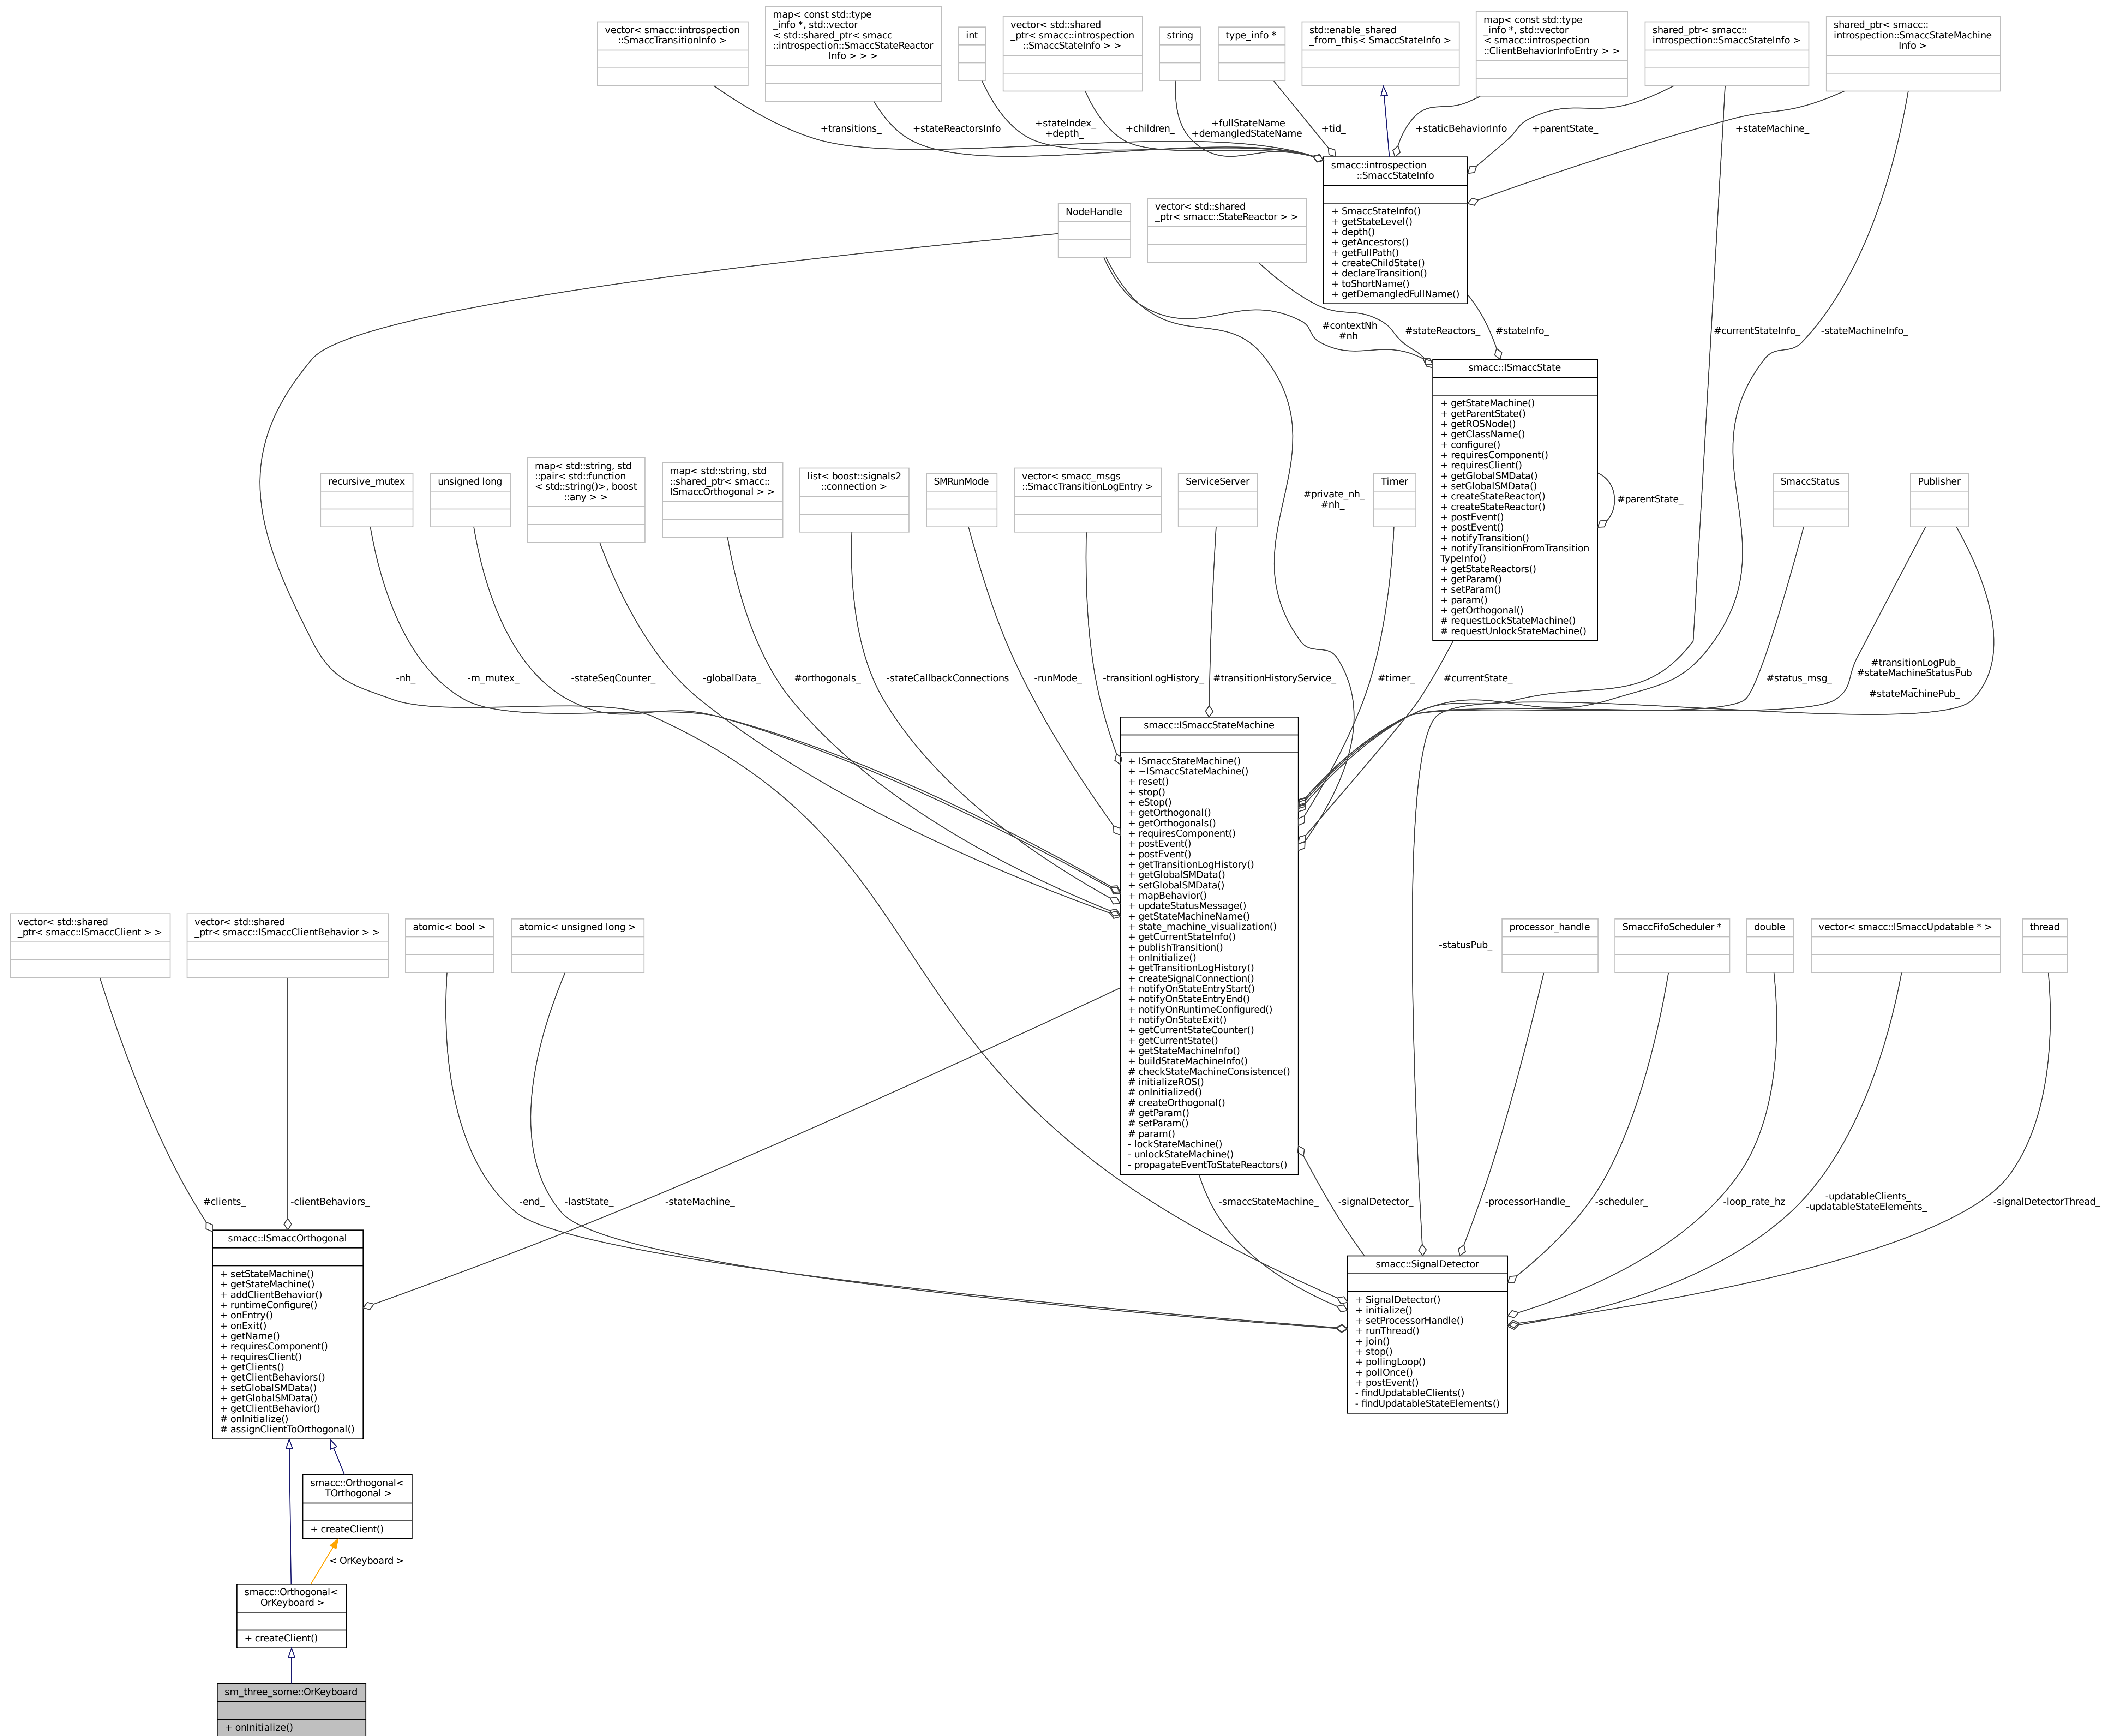 vector< smacc::introspection
::SmaccTransitionInfo >
map< const std::type
_info *, std::vector
< std::shared_ptr< smacc
::introspection::SmaccStateReactor
Info > > >
int
vector< std::shared
_ptr< smacc::introspection
::SmaccStateInfo > >
string
type_info *
std::enable_shared
_from_this< SmaccStateInfo >
map< const std::type
_info *, std::vector
< smacc::introspection
::ClientBehaviorInfoEntry > >
shared_ptr< smacc::
introspection::SmaccStateInfo >
shared_ptr< smacc::
introspection::SmaccStateMachine
Info >
+transitions_
+stateReactorsInfo
+stateIndex_
+depth_
+children_
+fullStateName
+demangledStateName
+tid_
+staticBehaviorInfo
+parentState_
+stateMachine_
smacc::introspection
::SmaccStateInfo
+ SmaccStateInfo()
+ getStateLevel()
+ depth()
+ getAncestors()
+ getFullPath()
+ createChildState()
+ declareTransition()
+ toShortName()
+ getDemangledFullName()
NodeHandle
vector< std::shared
_ptr< smacc::StateReactor > >
#contextNh
#nh
#stateReactors_
#stateInfo_
#currentStateInfo_
-stateMachineInfo_
smacc::ISmaccState
+ getStateMachine()
+ getParentState()
+ getROSNode()
+ getClassName()
+ configure()
+ requiresComponent()
+ requiresClient()
+ getGlobalSMData()
+ setGlobalSMData()
+ createStateReactor()
+ createStateReactor()
+ postEvent()
+ postEvent()
+ notifyTransition()
+ notifyTransitionFromTransition
TypeInfo()
+ getStateReactors()
+ getParam()
+ setParam()
+ param()
+ getOrthogonal()
# requestLockStateMachine()
# requestUnlockStateMachine()
#parentState_
recursive_mutex
unsigned long
map< std::string, std
::pair< std::function
< std::string()>, boost
::any > >
map< std::string, std
::shared_ptr< smacc::
ISmaccOrthogonal > >
list< boost::signals2
::connection >
SMRunMode
vector< smacc_msgs
::SmaccTransitionLogEntry >
ServiceServer
#private_nh_
#nh_
Timer
SmaccStatus
Publisher
-nh_
-m_mutex_
-stateSeqCounter_
-globalData_
#orthogonals_
-stateCallbackConnections
-runMode_
-transitionLogHistory_
#transitionHistoryService_
#timer_
#currentState_
#status_msg_
#transitionLogPub_
#stateMachineStatusPub
_
#stateMachinePub_
smacc::ISmaccStateMachine
+ ISmaccStateMachine()
+ ~ISmaccStateMachine()
+ reset()
+ stop()
+ eStop()
+ getOrthogonal()
+ getOrthogonals()
+ requiresComponent()
+ postEvent()
+ postEvent()
+ getTransitionLogHistory()
+ getGlobalSMData()
+ setGlobalSMData()
+ mapBehavior()
+ updateStatusMessage()
+ getStateMachineName()
+ state_machine_visualization()
+ getCurrentStateInfo()
+ publishTransition()
+ onInitialize()
+ getTransitionLogHistory()
+ createSignalConnection()
+ notifyOnStateEntryStart()
+ notifyOnStateEntryEnd()
+ notifyOnRuntimeConfigured()
+ notifyOnStateExit()
+ getCurrentStateCounter()
+ getCurrentState()
+ getStateMachineInfo()
+ buildStateMachineInfo()
# checkStateMachineConsistence()
# initializeROS()
# onInitialized()
# createOrthogonal()
# getParam()
# setParam()
# param()
- lockStateMachine()
- unlockStateMachine()
- propagateEventToStateReactors()
vector< std::shared
_ptr< smacc::ISmaccClient > >
vector< std::shared
_ptr< smacc::ISmaccClientBehavior > >
atomic< bool >
atomic< unsigned long >
-statusPub_
processor_handle
SmaccFifoScheduler *
double
vector< smacc::ISmaccUpdatable * >
thread
#clients_
-clientBehaviors_
-end_
-lastState_
-stateMachine_
-smaccStateMachine_
-signalDetector_
-processorHandle_
-scheduler_
-loop_rate_hz
-updatableClients_
-updatableStateElements_
-signalDetectorThread_
smacc::ISmaccOrthogonal
+ setStateMachine()
+ getStateMachine()
+ addClientBehavior()
+ runtimeConfigure()
+ onEntry()
+ onExit()
+ getName()
+ requiresComponent()
+ requiresClient()
+ getClients()
+ getClientBehaviors()
+ setGlobalSMData()
+ getGlobalSMData()
+ getClientBehavior()
# onInitialize()
# assignClientToOrthogonal()
smacc::SignalDetector
+ SignalDetector()
+ initialize()
+ setProcessorHandle()
+ runThread()
+ join()
+ stop()
+ pollingLoop()
+ pollOnce()
+ postEvent()
- findUpdatableClients()
- findUpdatableStateElements()
smacc::Orthogonal<
TOrthogonal >
+ createClient()
< OrKeyboard >
smacc::Orthogonal<
OrKeyboard >
+ createClient()
sm_three_some::OrKeyboard
+ onInitialize()